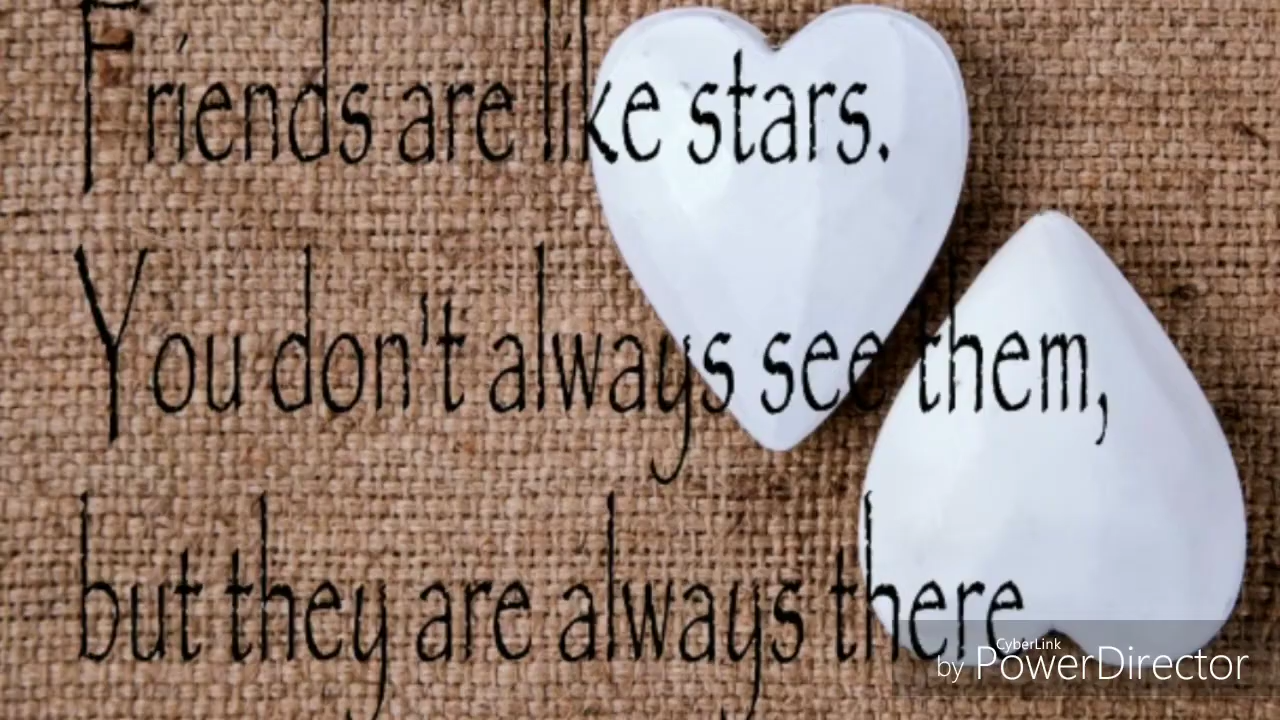 Friends are like stars.
You don't always see them,
but they are always there
CyberLink
by PowerDirector